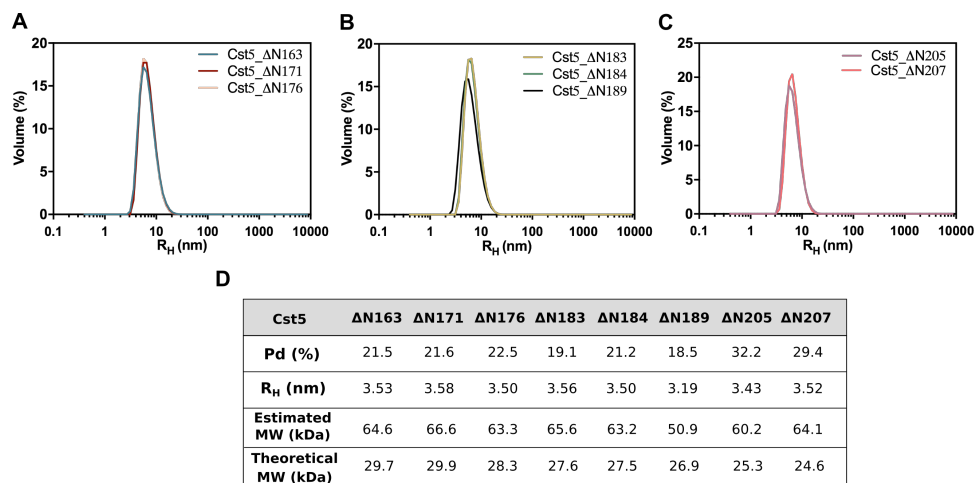 A
20
15
10
5
0
Volume (%)
0.1 1 10 100 1000 10000
R_H (nm)
Cst5_ΔN163
Cst5_ΔN171
Cst5_ΔN176
B
20
15
10
5
0
Volume (%)
0.1 1 10 100 1000 10000
R_H (nm)
Cst5_ΔN183
Cst5_ΔN184
Cst5_ΔN189
C
25
20
15
10
5
0
Volume (%)
0.1 1 10 100 1000 10000
R_H (nm)
Cst5_ΔN205
Cst5_ΔN207
D
Cst5 ΔN163 ΔN171 ΔN176 ΔN183 ΔN184 ΔN189 ΔN205 ΔN207
Pd (%) 21.5 21.6 22.5 19.1 21.2 18.5 32.2 29.4
R_H (nm) 3.53 3.58 3.50 3.56 3.50 3.19 3.43 3.52
Estimated
MW (kDa) 64.6 66.6 63.3 65.6 63.2 50.9 60.2 64.1
Theoretical
MW (kDa) 29.7 29.9 28.3 27.6 27.5 26.9 25.3 24.6